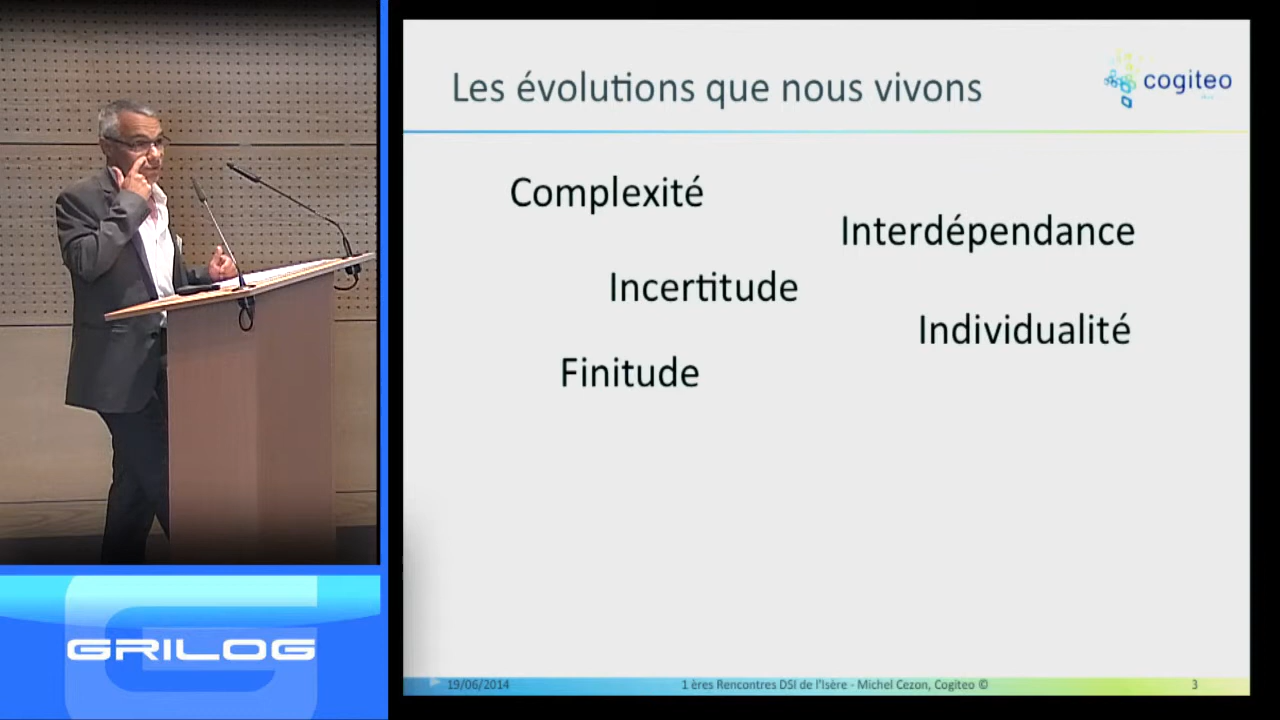 Les évolutions que nous vivons
cogiteo
Complexité
Interdépendance
Incertitude
Individualité
Finitude
19/06/2014
1 ères Rencontres DSI de l'Isère - Michel Cezon, Cogiteo ©
3
GRILOG